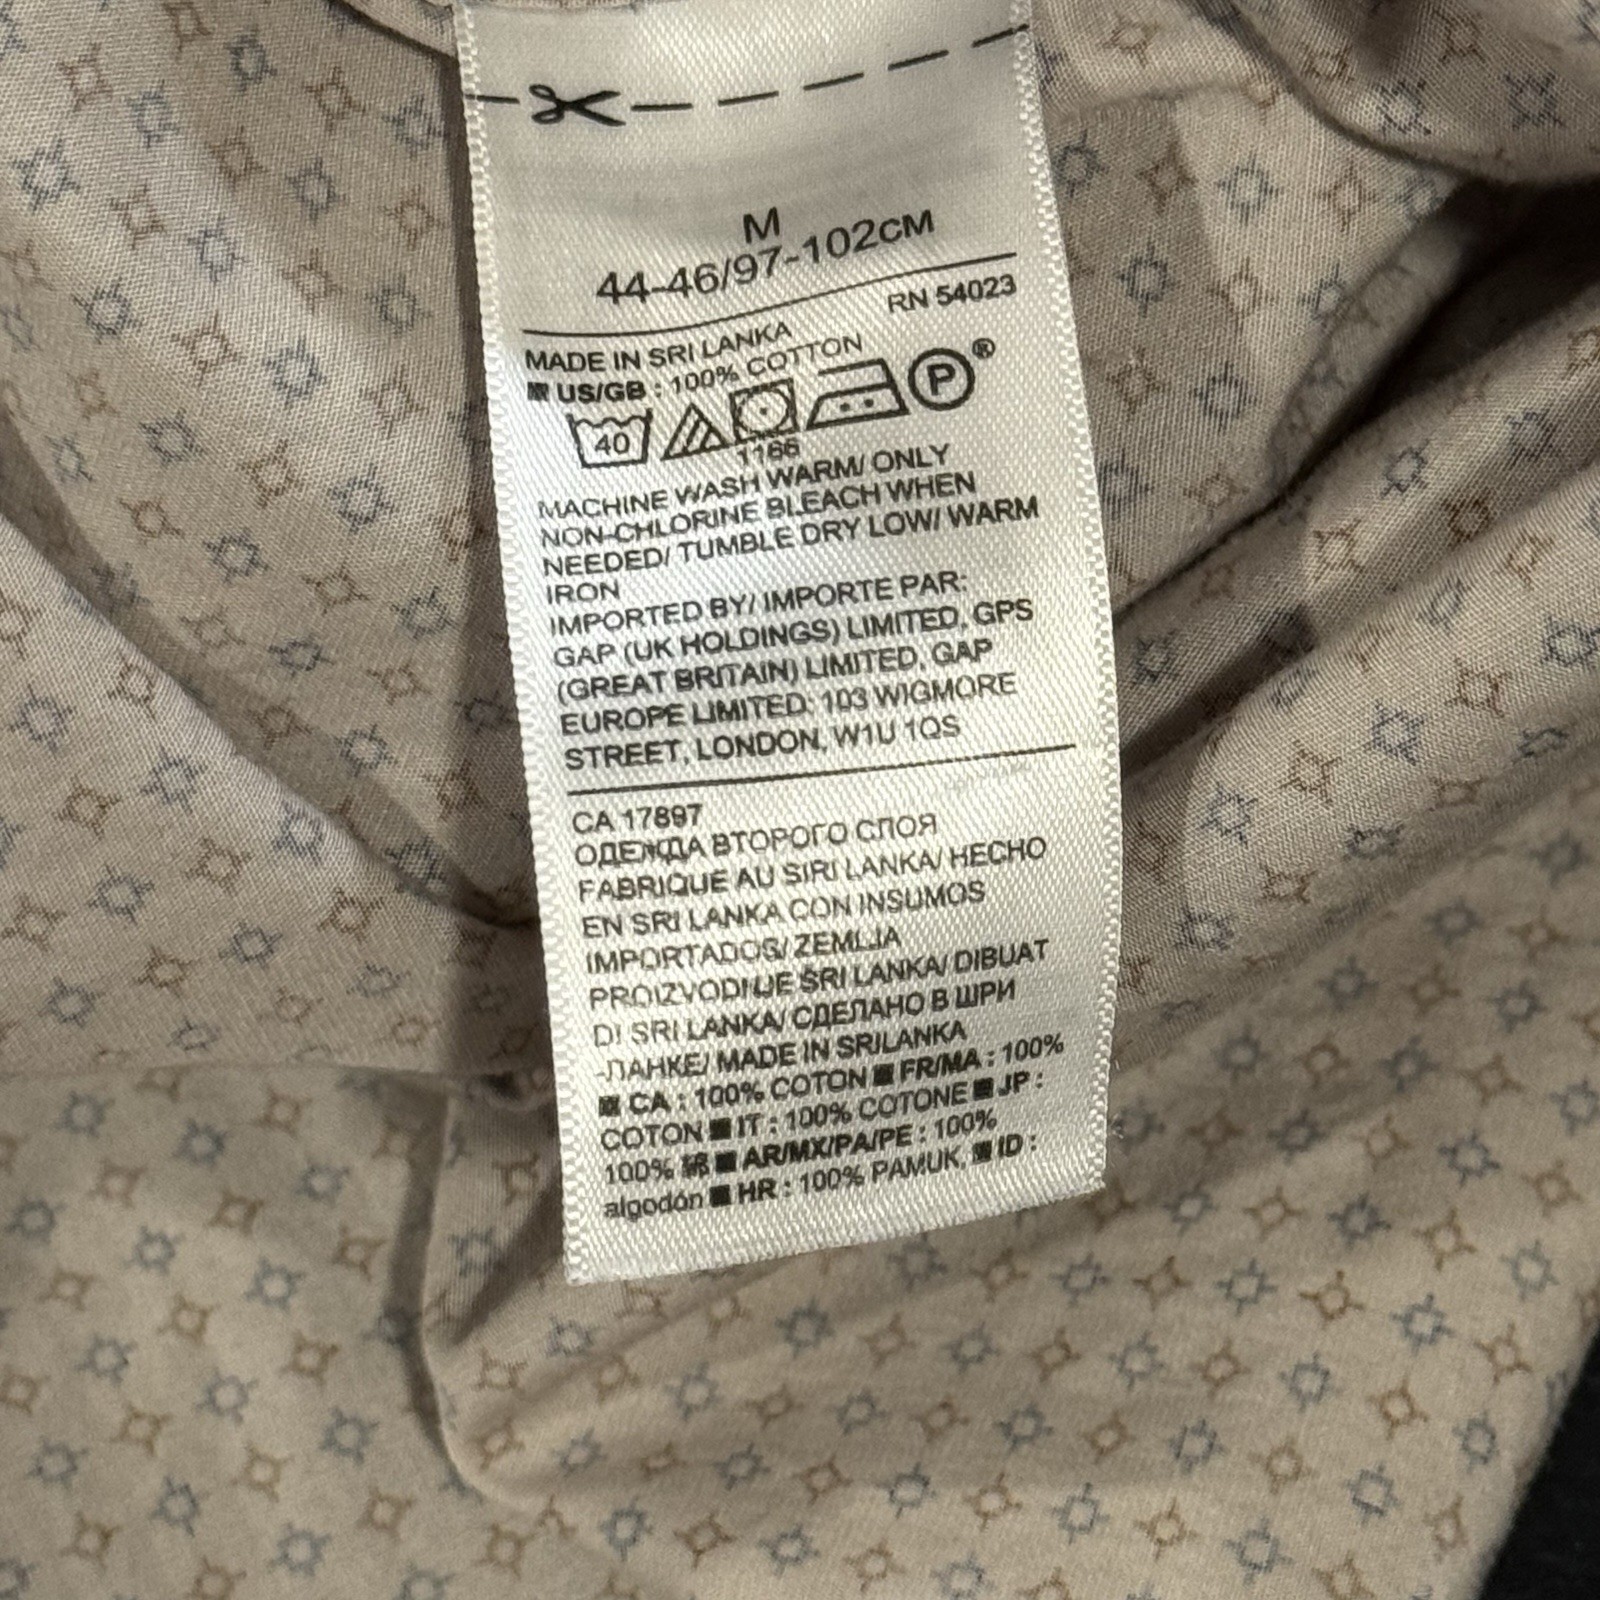 M
44-46/97-102CM
RN 54023
MADE IN SRI LANKA
US/GB : 100% COTTON
40
P®
1166
MACHINE WASH WARM/ ONLY
NON-CHLORINE BLEACH WHEN
NEEDED/ TUMBLE DRY LOW/ WARM
IRON
IMPORTED BY/ IMPORTE PAR:
GAP (UK HOLDINGS) LIMITED, GPS
(GREAT BRITAIN) LIMITED, GAP
EUROPE LIMITED: 103 WIGMORE
STREET, LONDON, W1U 1QS
CA 17897
ОДЕЖДА ВТОРОГО СЛОЯ
FABRIQUE AU SIRI LANKA/ HECHO
EN SRI LANKA CON INSUMOS
IMPORTADOS/ ZEMLJA
PROIZVODNJE ŠRI LANKA/ DIBUAT
DI SRI LANKA/ СДЕЛАНО В ШРИ
-ЛАНКЕ/ MADE IN SRILANKA
■ CA : 100% COTON ■ FR/MA : 100%
COTON ■ IT : 100% COTONE ■ JP :
100% 綿 ■ AR/MX/PA/PE : 100%
algodón ■ HR : 100% PAMUK, ■ ID :